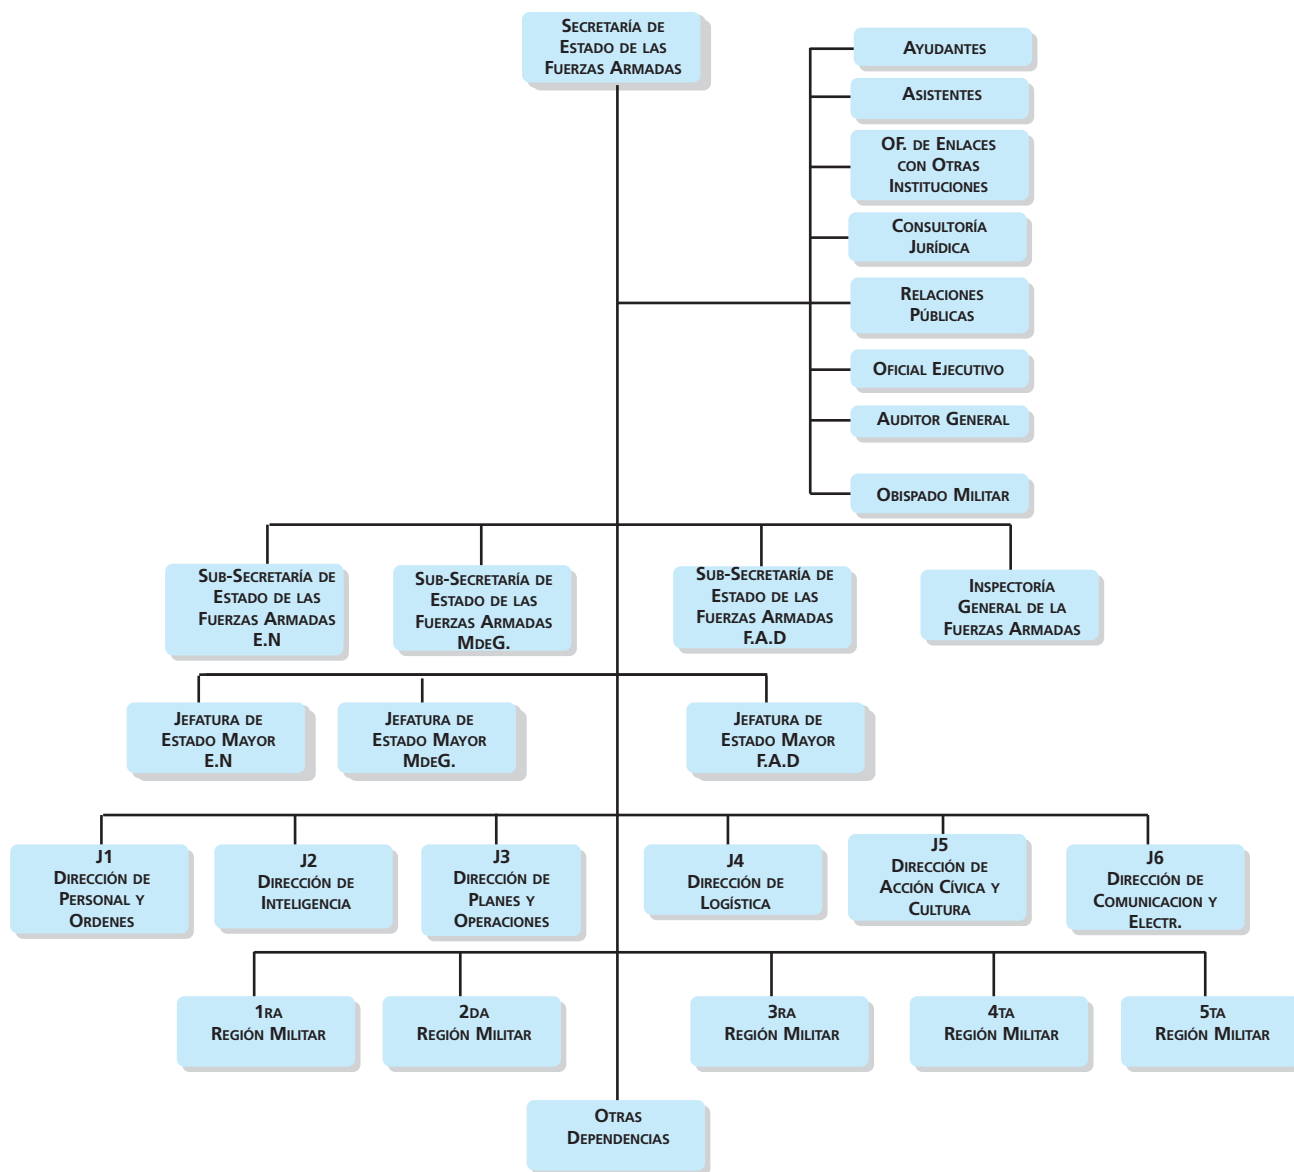 Secretaría de
Estado de las
Fuerzas Armadas
Ayudantes
Asistentes
OF. de Enlaces
con Otras
Instituciones
Consultoría
Jurídica
Relaciones
Públicas
Oficial Ejecutivo
Auditor General
Obispado Militar
Sub-Secretaría de
Estado de las
Fuerzas Armadas
E.N
Sub-Secretaría de
Estado de las
Fuerzas Armadas
MdeG.
Sub-Secretaría de
Estado de las
Fuerzas Armadas
F.A.D
Inspectoría
General de la
Fuerzas Armadas
Jefatura de
Estado Mayor
E.N
Jefatura de
Estado Mayor
MdeG.
Jefatura de
Estado Mayor
F.A.D
J1
Dirección de
Personal y
Ordenes
J2
Dirección de
Inteligencia
J3
Dirección de
Planes y
Operaciones
J4
Dirección de
Logística
J5
Dirección de
Acción Cívica y
Cultura
J6
Dirección de
Comunicacion y
Electr.
1ra
Región Militar
2da
Región Militar
3ra
Región Militar
4ta
Región Militar
5ta
Región Militar
Otras
Dependencias